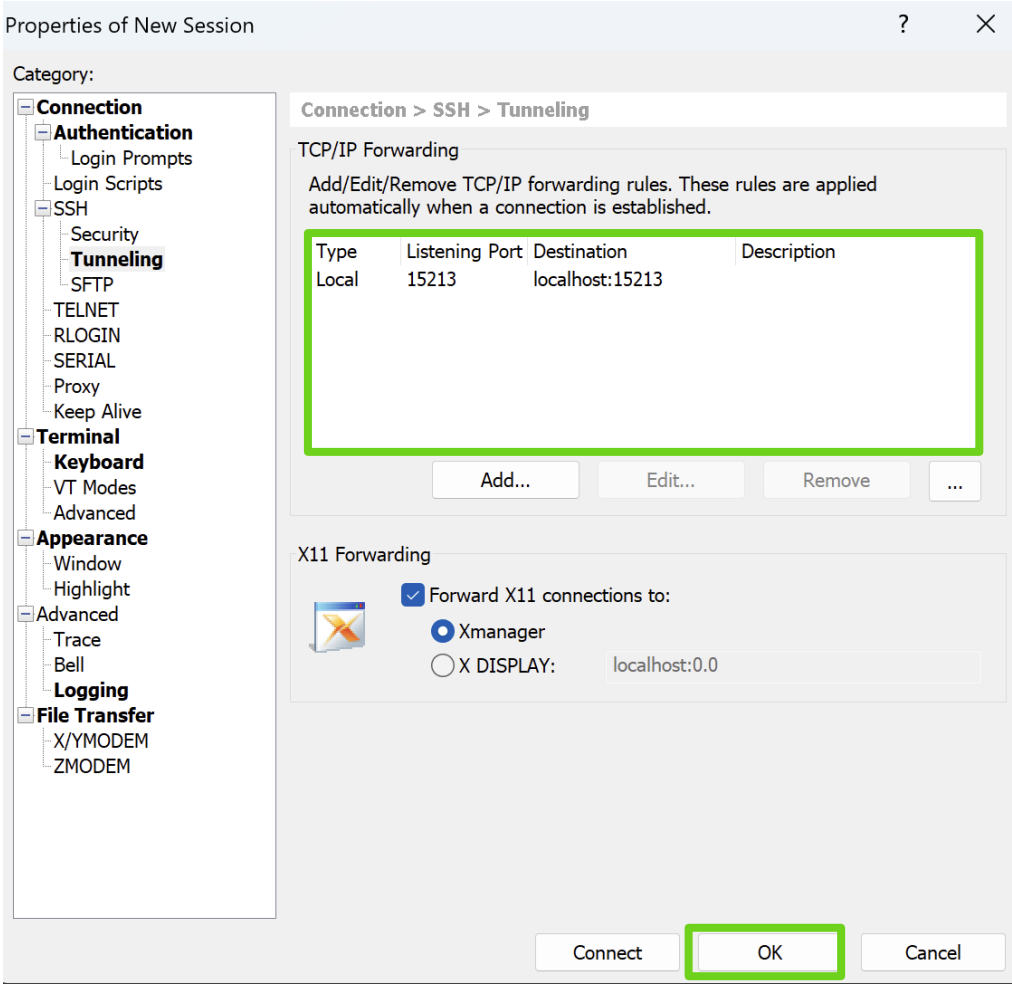 Properties of New Session
?
Category:
Connection
Authentication
Login Prompts
Login Scripts
SSH
Security
Tunneling
SFTP
TELNET
RLOGIN
SERIAL
Proxy
Keep Alive
Terminal
Keyboard
VT Modes
Advanced
Appearance
Window
Highlight
Advanced
Trace
Bell
Logging
File Transfer
X/YMODEM
ZMODEM
Connection > SSH > Tunneling
TCP/IP Forwarding
Add/Edit/Remove TCP/IP forwarding rules. These rules are applied
automatically when a connection is established.
Type Listening Port Destination Description
Local 15213 localhost:15213
Add... Edit... Remove ...
X11 Forwarding
Forward X11 connections to:
Xmanager
X DISPLAY: localhost:0.0
Connect OK Cancel